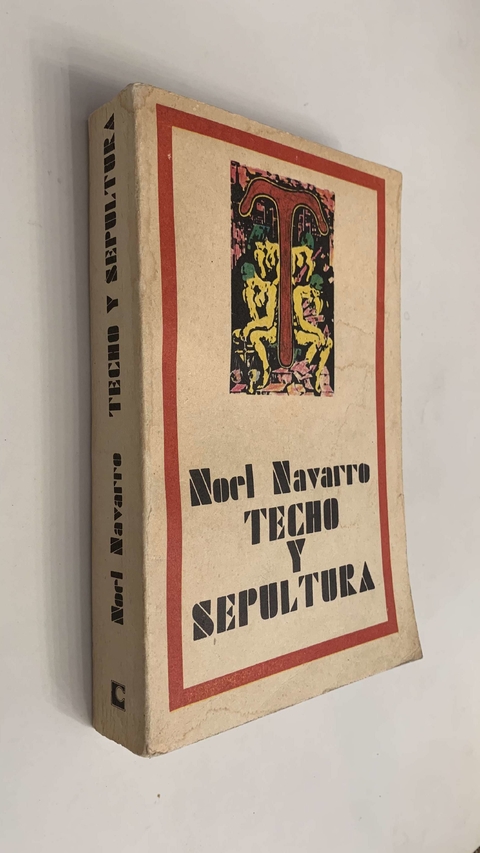 T
Noel Navarro
TECHO
Y
SEPULTURA
Noel Navarro TECHO Y SEPULTURA
C